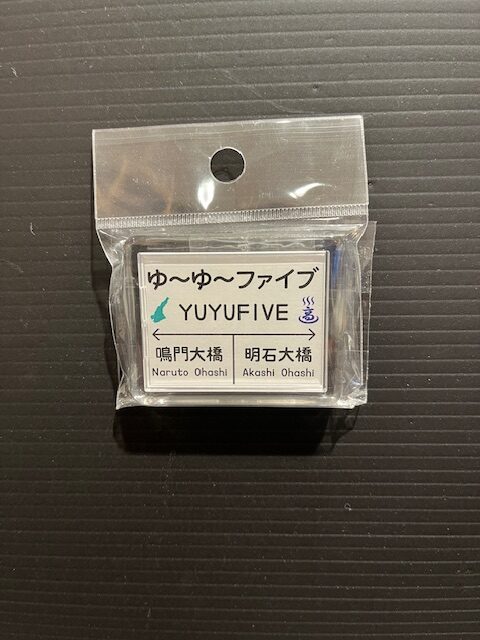 ゆ〜ゆ〜ファイブ
YUYUFIVE
高
鳴門大橋 明石大橋
Naruto Ohashi Akashi Ohashi